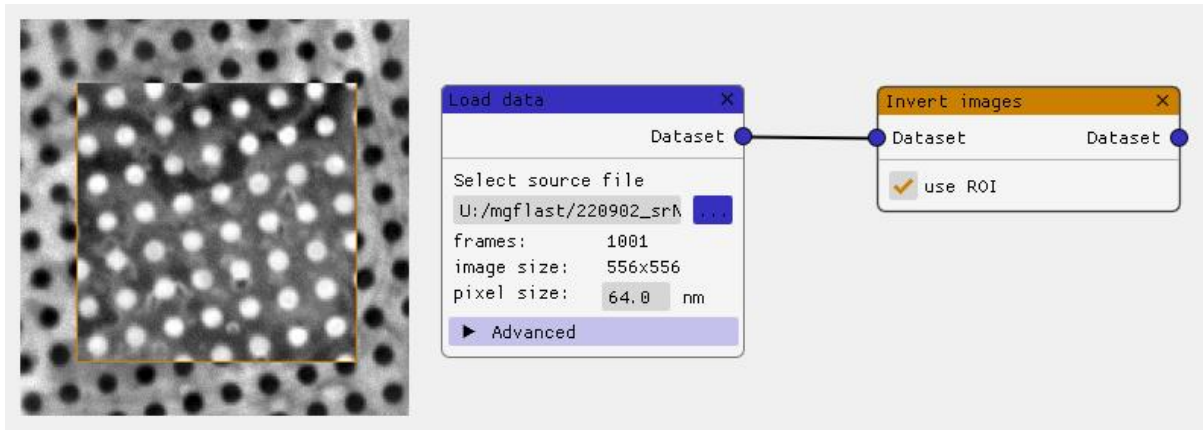 Load data
Dataset
Select source file
U:/mgflast/220902_sr
...
frames: 1001
image size: 556x556
pixel size: 64.0 nm
Advanced
Invert images
Dataset Dataset
use ROI